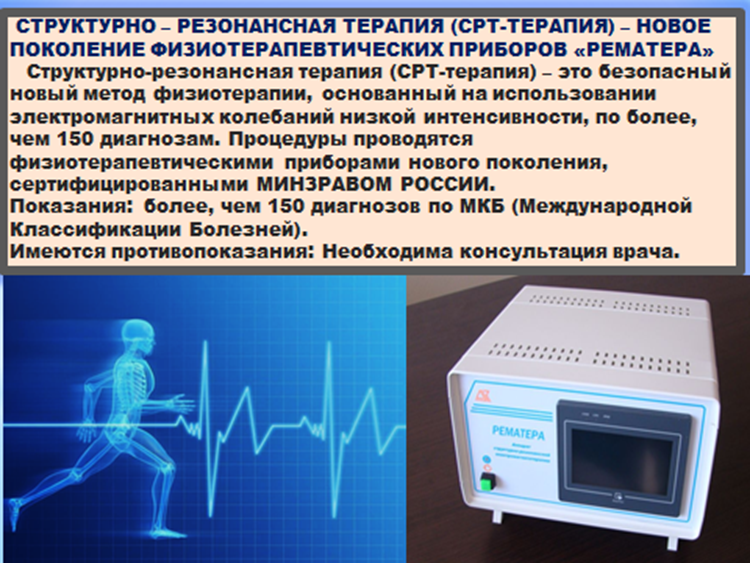 СТРУКТУРНО – РЕЗОНАНСНАЯ ТЕРАПИЯ (СРТ-ТЕРАПИЯ) – НОВОЕ
ПОКОЛЕНИЕ ФИЗИОТЕРАПЕВТИЧЕСКИХ ПРИБОРОВ «РЕМАТЕРА»
Структурно-резонансная терапия (СРТ-терапия) – это безопасный
новый метод физиотерапии, основанный на использовании
электромагнитных колебаний низкой интенсивности, по более,
чем 150 диагнозам. Процедуры проводятся
физиотерапевтическими приборами нового поколения,
сертифицированными МИНЗРАВОМ РОССИИ.
Показания: более, чем 150 диагнозов по МКБ (Международной
Классификации Болезней).
Имеются противопоказания: Необходима консультация врача.
РЕМАТЕРА